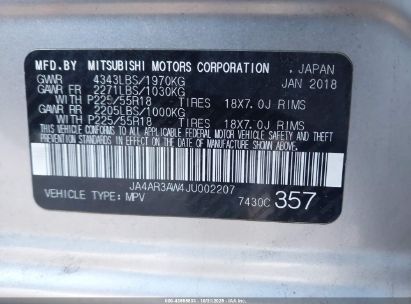 MFD.BY MITSUBISHI MOTORS CORPORATION , JAPAN
GVWR 4343LBS/1970KG JAN 2018
GAWR FR 2271LBS/1030KG
WITH P225/55R18 TIRES 18X7.0J RIMS
GAWR RR 2205LBS/1000KG
WITH P225/55R18 TIRES 18X7.0J RIMS
THIS VEHICLE CONFORMS TO ALL APPLICABLE FEDERAL MOTOR VEHICLE SAFETY AND THEFT
PREVENTION STANDARDS IN EFFECT ON THE DATE OF MANUFACTURE SHOWN ABOVE.
JA4AR3AW4JU002207
VEHICLE TYPE: MPV 7430C 357